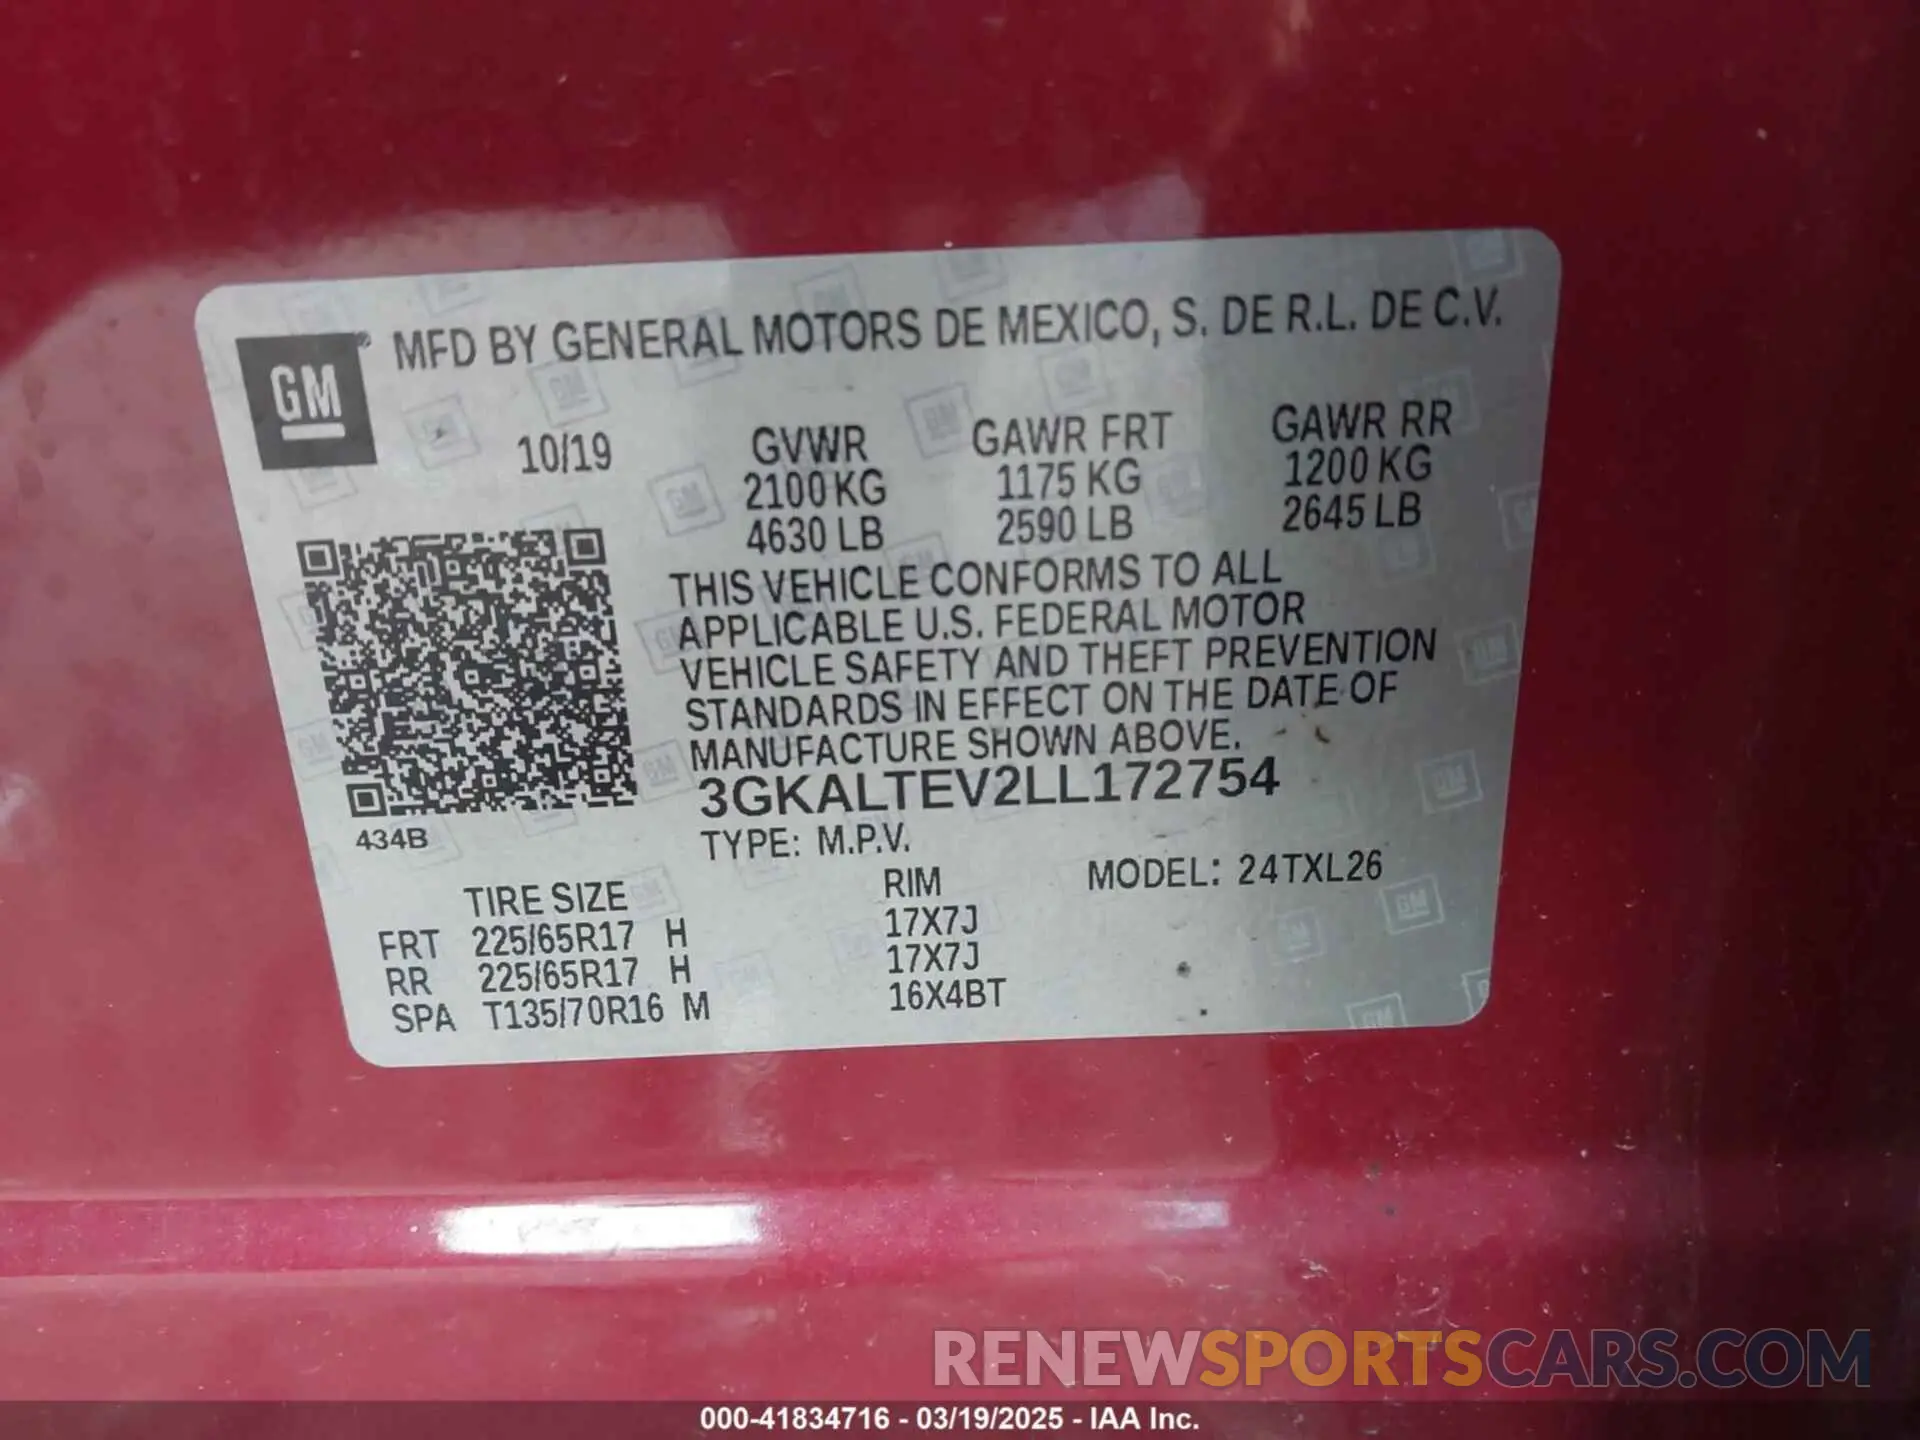 GM® MFD BY GENERAL MOTORS DE MEXICO, S. DE R.L. DE C.V.
10/19 GVWR GAWR FRT GAWR RR
2100 KG 1175 KG 1200 KG
4630 LB 2590 LB 2645 LB
THIS VEHICLE CONFORMS TO ALL
APPLICABLE U.S. FEDERAL MOTOR
VEHICLE SAFETY AND THEFT PREVENTION
STANDARDS IN EFFECT ON THE DATE OF
MANUFACTURE SHOWN ABOVE.
3GKALTEV2LL172754
434B
TYPE: M.P.V.
TIRE SIZE RIM MODEL: 24TXL26
FRT 225/65R17 H 17X7J
RR 225/65R17 H 17X7J
SPA T135/70R16 M 16X4BT
RENEWSPORTSCARS.COM
000-41834716 - 03/19/2025 - IAA Inc.